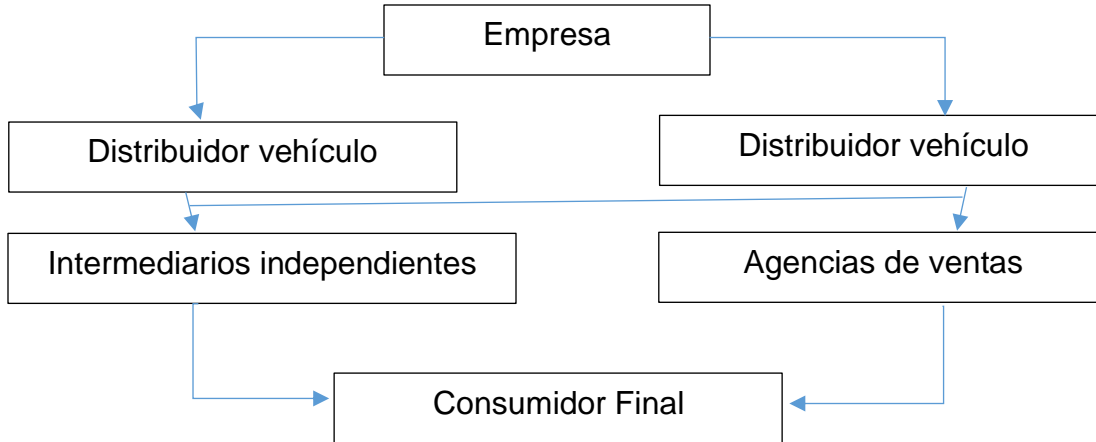 Empresa
Distribuidor vehículo
Distribuidor vehículo
Intermediarios independientes
Agencias de ventas
Consumidor Final